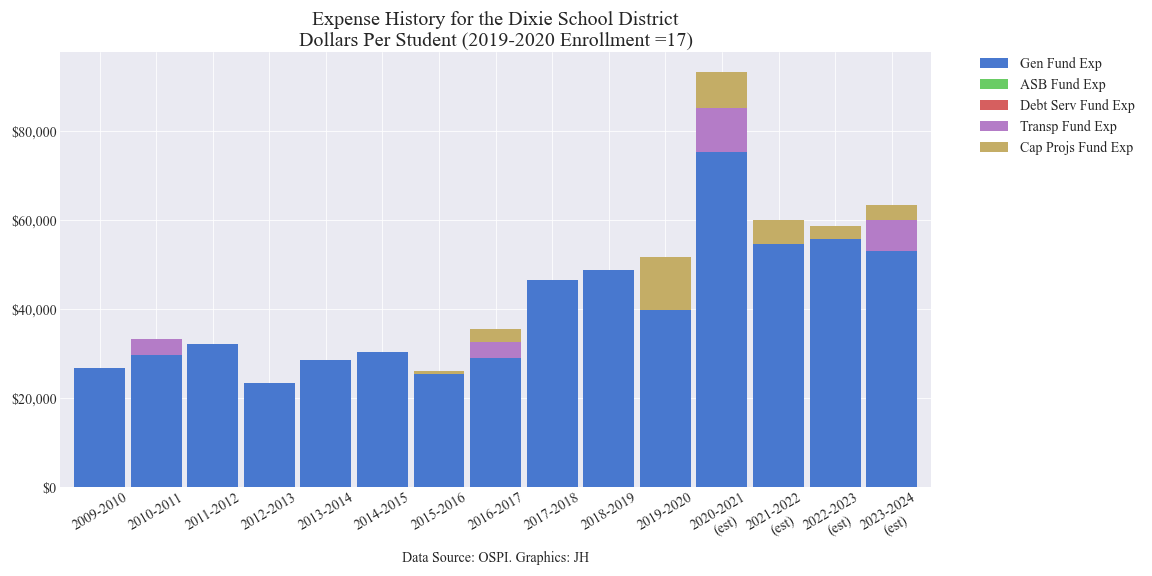 Expense History for the Dixie School District
Dollars Per Student (2019-2020 Enrollment =17)
Gen Fund Exp
ASB Fund Exp
Debt Serv Fund Exp
Transp Fund Exp
Cap Projs Fund Exp
$80,000
$60,000
$40,000
$20,000
$0
2009-2010
2010-2011
2011-2012
2012-2013
2013-2014
2014-2015
2015-2016
2016-2017
2017-2018
2018-2019
2019-2020
2020-2021
(est)
2021-2022
(est)
2022-2023
(est)
2023-2024
(est)
Data Source: OSPI. Graphics: JH